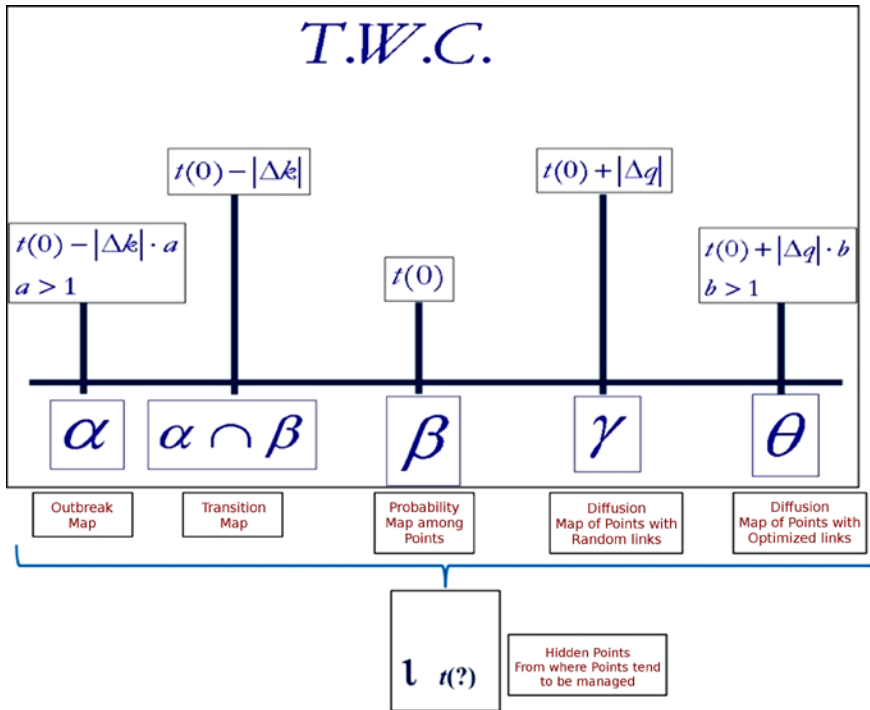 T.W.C.
t(0) − |Δk|
t(0) + |Δq|
t(0) − |Δk| · a
a > 1
t(0)
t(0) + |Δq| · b
b > 1
α
α ∩ β
β
γ
θ
Outbreak
Map
Transition
Map
Probability
Map among
Points
Diffusion
Map of Points with
Random links
Diffusion
Map of Points with
Optimized links
ι t(?)
Hidden Points
From where Points tend
to be managed